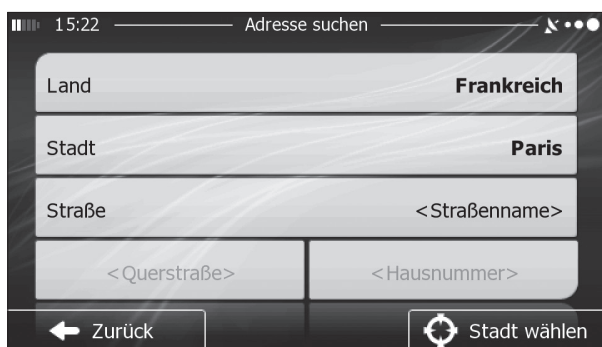 15:22 Adresse suchen
Land Frankreich
Stadt Paris
Straße <Straßenname>
<Querstraße> <Hausnummer>
Zurück Stadt wählen